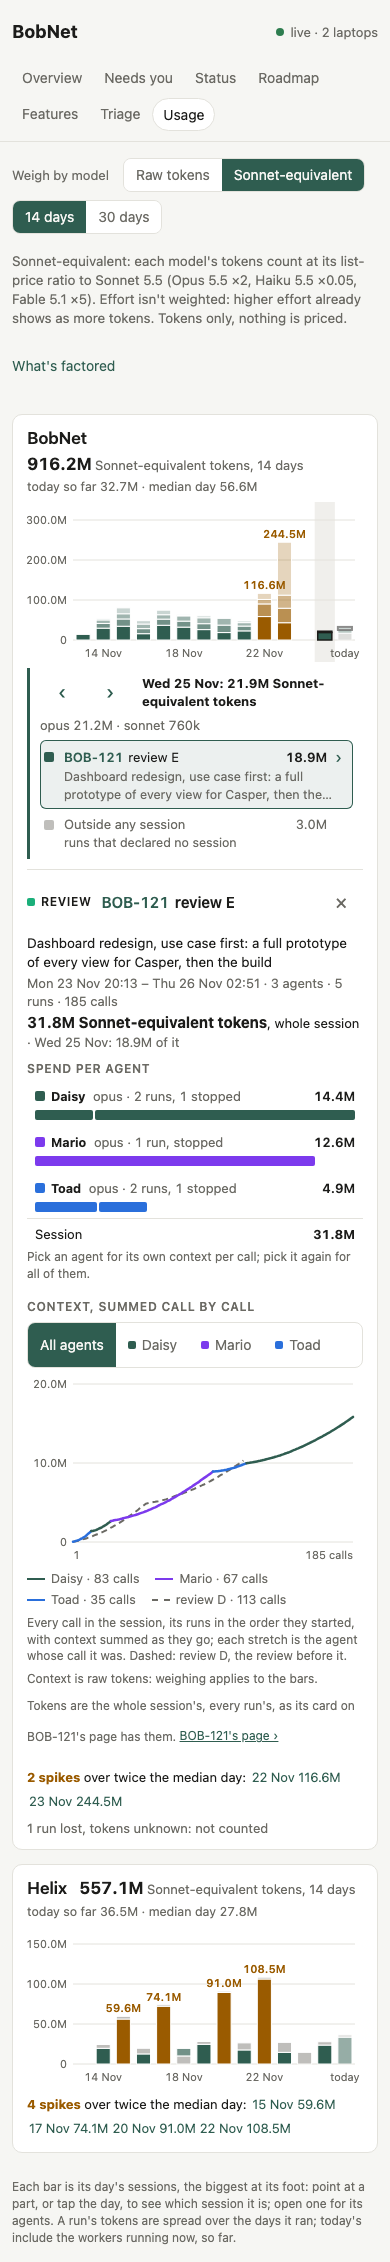 BobNet
live · 2 laptops
Overview
Needs you
Status
Roadmap
Features
Triage
Usage
Weigh by model
Raw tokens
Sonnet-equivalent
14 days
30 days
Sonnet-equivalent: each model's tokens count at its list-
price ratio to Sonnet 5.5 (Opus 5.5 ×2, Haiku 5.5 ×0.05,
Fable 5.1 ×5). Effort isn't weighted: higher effort already
shows as more tokens. Tokens only, nothing is priced.
What's factored
BobNet
916.2M Sonnet-equivalent tokens, 14 days
today so far 32.7M · median day 56.6M
300.0M
244.5M
200.0M
116.6M
100.0M
0
14 Nov
18 Nov
22 Nov
today
‹
›
Wed 25 Nov: 21.9M Sonnet-
equivalent tokens
opus 21.2M · sonnet 760k
BOB-121 review E
18.9M ›
Dashboard redesign, use case first: a full
prototype of every view for Casper, then the...
Outside any session
3.0M
runs that declared no session
REVIEW BOB-121 review E
×
Dashboard redesign, use case first: a full prototype
of every view for Casper, then the build
Mon 23 Nov 20:13 – Thu 26 Nov 02:51 · 3 agents · 5
runs · 185 calls
31.8M Sonnet-equivalent tokens, whole session
· Wed 25 Nov: 18.9M of it
SPEND PER AGENT
Daisy opus · 2 runs, 1 stopped
14.4M
Mario opus · 1 run, stopped
12.6M
Toad opus · 2 runs, 1 stopped
4.9M
Session
31.8M
Pick an agent for its own context per call; pick it again for
all of them.
CONTEXT, SUMMED CALL BY CALL
All agents
Daisy
Mario
Toad
20.0M
10.0M
0
1
185 calls
Daisy · 83 calls
Mario · 67 calls
Toad · 35 calls
review D · 113 calls
Every call in the session, its runs in the order they started,
with context summed as they go; each stretch is the agent
whose call it was. Dashed: review D, the review before it.
Context is raw tokens: weighing applies to the bars.
Tokens are the whole session's, every run's, as its card on
BOB-121's page has them. BOB-121's page ›
2 spikes over twice the median day: 22 Nov 116.6M
23 Nov 244.5M
1 run lost, tokens unknown: not counted
Helix 557.1M Sonnet-equivalent tokens, 14 days
today so far 36.5M · median day 27.8M
150.0M
108.5M
100.0M
91.0M
74.1M
59.6M
50.0M
0
14 Nov
18 Nov
22 Nov
today
4 spikes over twice the median day: 15 Nov 59.6M
17 Nov 74.1M 20 Nov 91.0M 22 Nov 108.5M
Each bar is its day's sessions, the biggest at its foot: point at a
part, or tap the day, to see which session it is; open one for its
agents. A run's tokens are spread over the days it ran; today's
include the workers running now, so far.